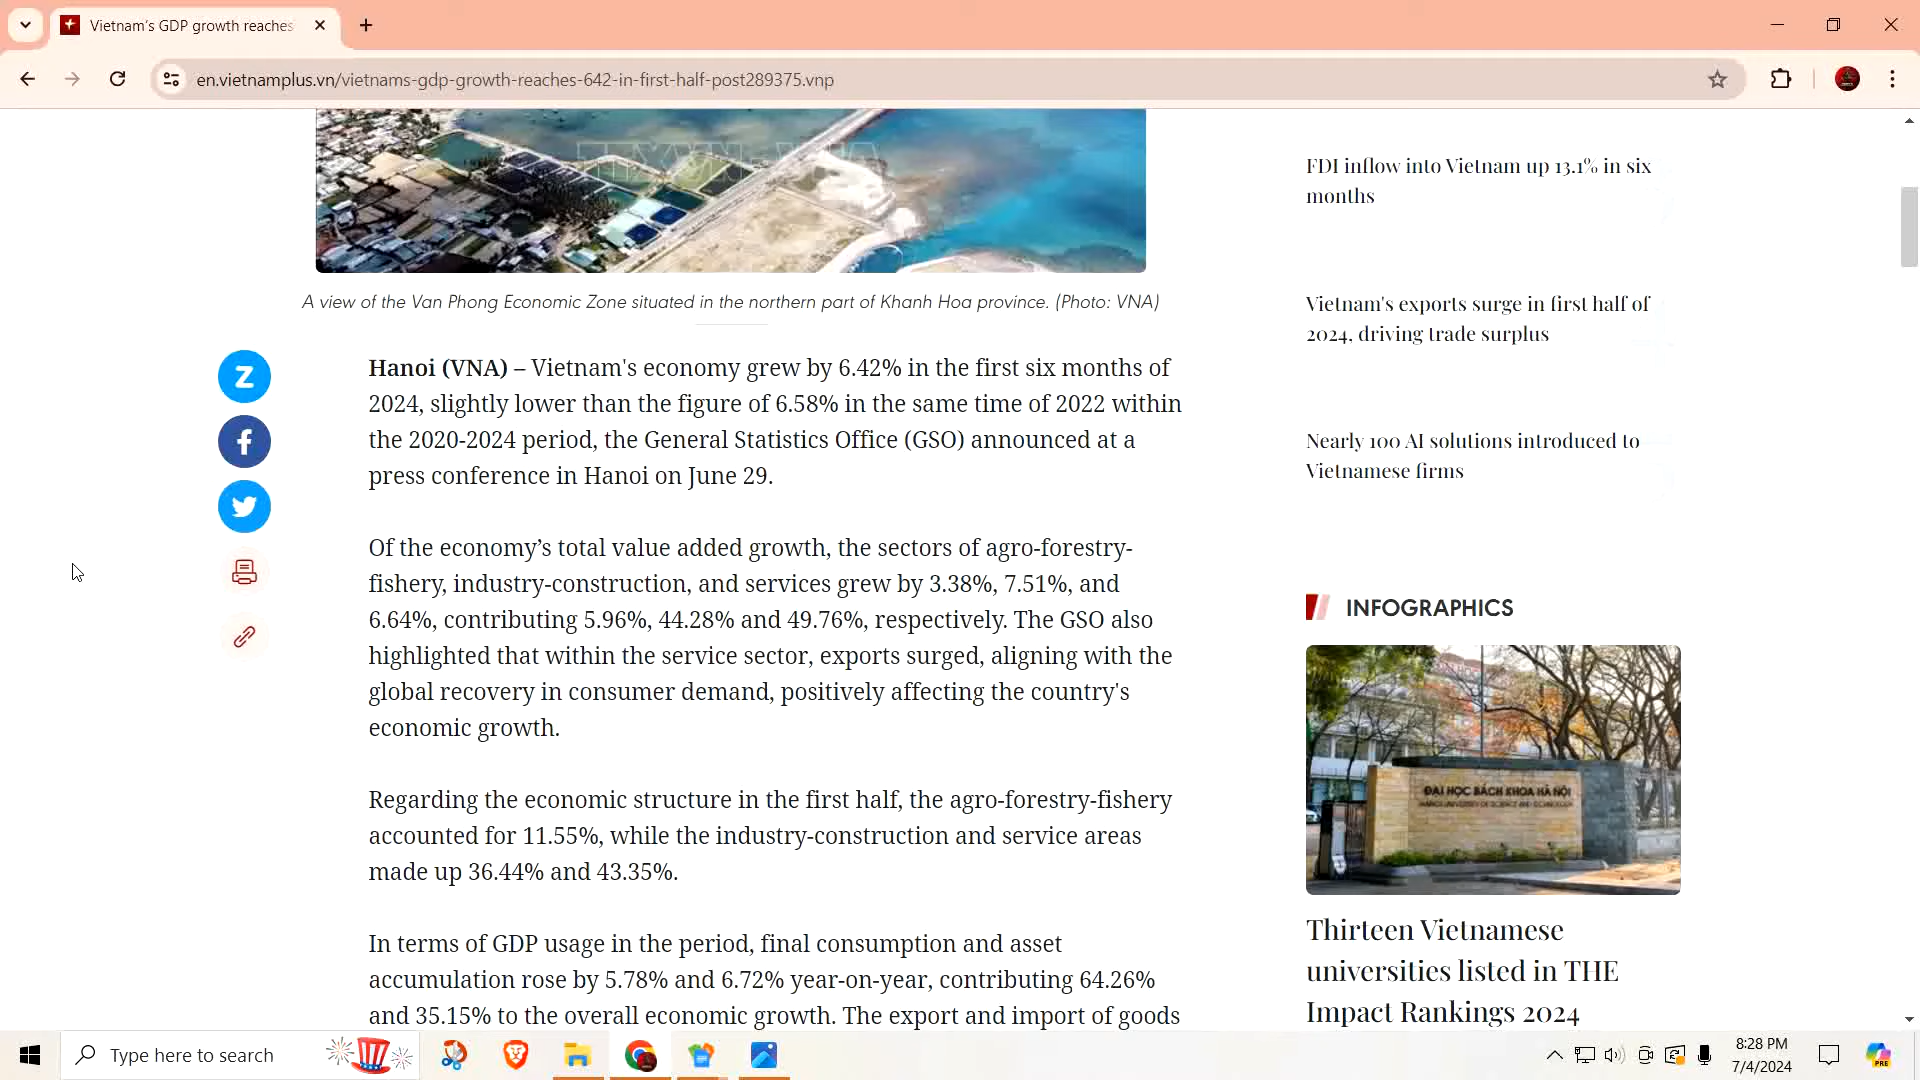 Vietnam's GDP growth reaches
en.vietnamplus.vn/vietnams-gdp-growth-reaches-642-in-first-half-post289375.vnp
A view of the Van Phong Economic Zone situated in the northern part of Khanh Hoa province. (Photo: VNA)
Hanoi (VNA) – Vietnam's economy grew by 6.42% in the first six months of
2024, slightly lower than the figure of 6.58% in the same time of 2022 within
the 2020-2024 period, the General Statistics Office (GSO) announced at a
press conference in Hanoi on June 29.
Of the economy’s total value added growth, the sectors of agro-forestry-
fishery, industry-construction, and services grew by 3.38%, 7.51%, and
6.64%, contributing 5.96%, 44.28% and 49.76%, respectively. The GSO also
highlighted that within the service sector, exports surged, aligning with the
global recovery in consumer demand, positively affecting the country's
economic growth.
Regarding the economic structure in the first half, the agro-forestry-fishery
accounted for 11.55%, while the industry-construction and service areas
made up 36.44% and 43.35%.
In terms of GDP usage in the period, final consumption and asset
accumulation rose by 5.78% and 6.72% year-on-year, contributing 64.26%
and 35.15% to the overall economic growth. The export and import of goods
FDI inflow into Vietnam up 13.1% in six
months
Vietnam's exports surge in first half of
2024, driving trade surplus
Nearly 100 AI solutions introduced to
Vietnamese firms
INFOGRAPHICS
ĐẠI HỌC BÁCH KHOA HÀ NỘI
Thirteen Vietnamese
universities listed in THE
Impact Rankings 2024
Type here to search
8:28 PM
7/4/2024
PRE